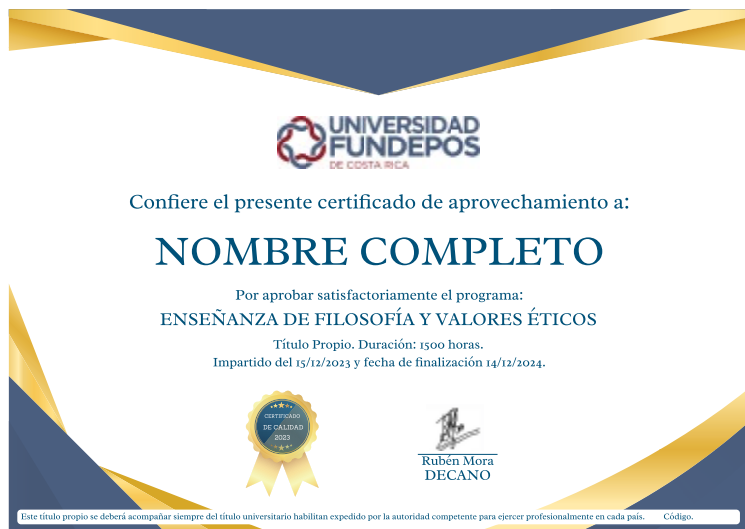 UNIVERSIDAD
FUNDEPOS
DE COSTA RICA
Confiere el presente certificado de aprovechamiento a:
NOMBRE COMPLETO
Por aprobar satisfactoriamente el programa:
ENSEÑANZA DE FILOSOFÍA Y VALORES ÉTICOS
Título Propio. Duración: 1500 horas.
Impartido del 15/12/2023 y fecha de finalización 14/12/2024.
CERTIFICADO
DE CALIDAD
2023
Rubén Mora
DECANO
Este título propio se deberá acompañar siempre del título universitario habilitan expedido por la autoridad competente para ejercer profesionalmente en cada país. Código.